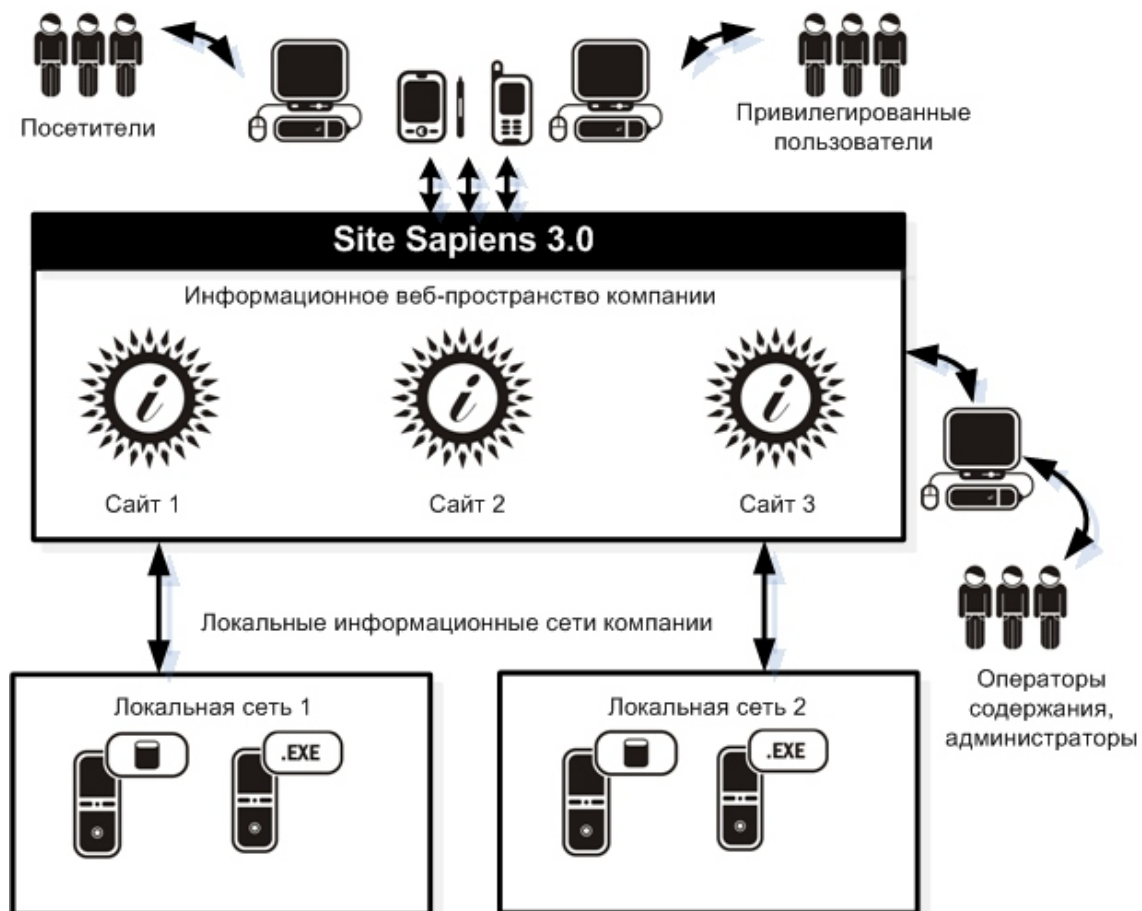 Посетители
Привилегированные
пользователи
Site Sapiens 3.0
Информационное веб-пространство компании
i
i
i
Сайт 1
Сайт 2
Сайт 3
Локальные информационные сети компании
Операторы
содержания,
администраторы
Локальная сеть 1
.EXE
Локальная сеть 2
.EXE